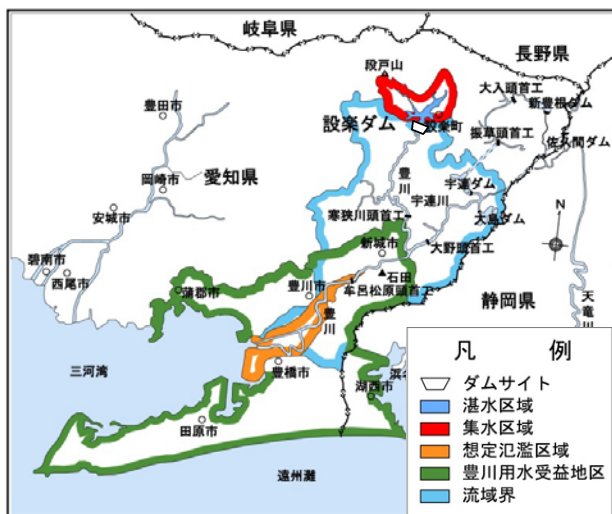 岐阜県
長野県
段戸山
大入頭首工
新豊根ダム
豊田市
設楽ダム
設楽町
振草頭首工
佐久間ダム
岡崎市
愛知県
豊川
宇連ダム
宇連川
安城市
寒狭川頭首工
大島ダム
N
碧南市
新城市
大野頭首工
西尾市
石田
蒲郡市
豊川市
牟呂松原頭首工
静岡県
天竜川
豊川
三河湾
豊橋市
湖西市
浜
田原市
遠州灘
凡 例
ダムサイト
湛水区域
集水区域
想定氾濫区域
豊川用水受益地区
流域界